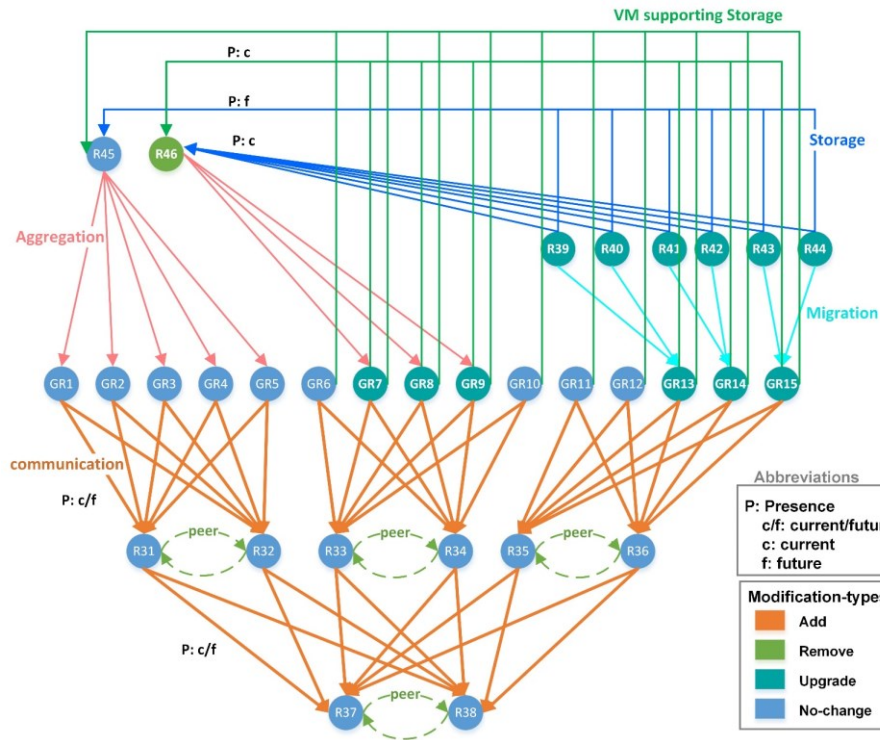 VM supporting Storage
P: c
P: f
P: c
R45
R46
Storage
Aggregation
R39
R40
R41
R42
R43
R44
Migration
GR1
GR2
GR3
GR4
GR5
GR6
GR7
GR8
GR9
GR10
GR11
GR12
GR13
GR14
GR15
communication
P: c/f
Abbreviations
P: Presence
c/f: current/future
c: current
f: future
R31
peer
R32
R33
peer
R34
R35
peer
R36
Modification-types
Add
Remove
Upgrade
No-change
P: c/f
R37
peer
R38